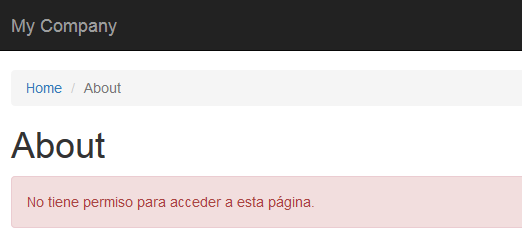 My Company
Home / About
About
No tiene permiso para acceder a esta página.